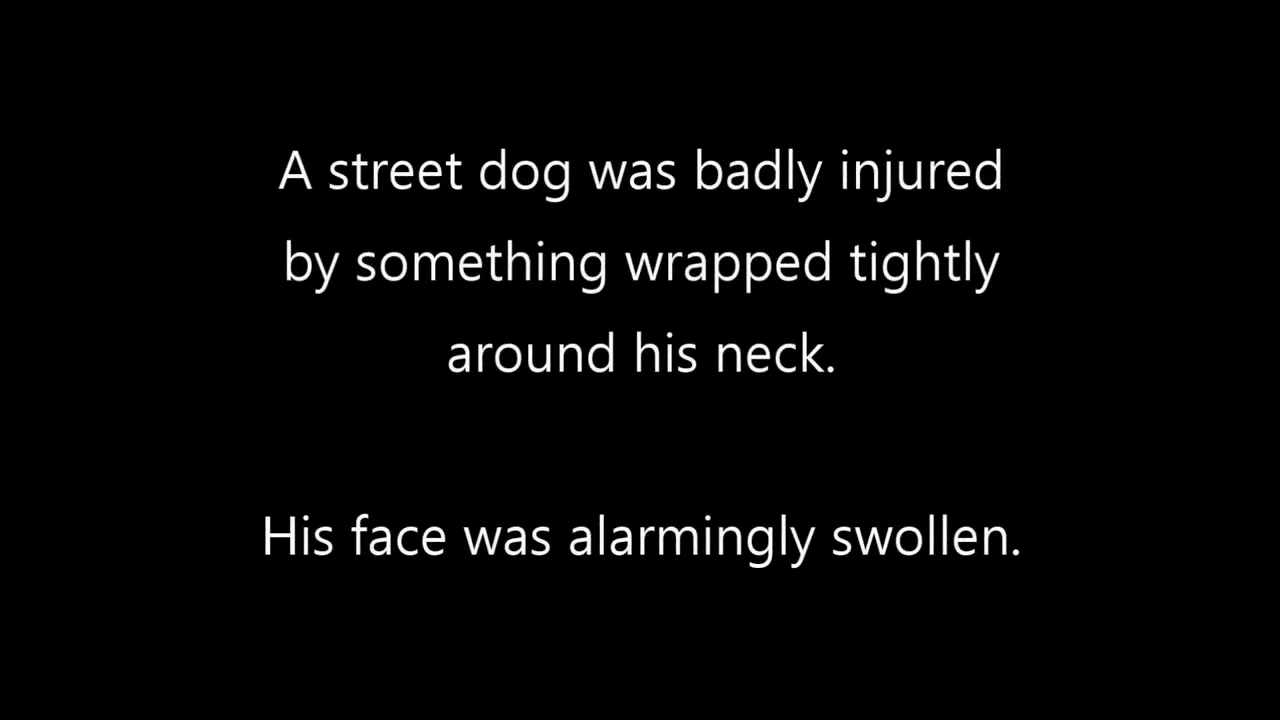 A street dog was badly injured
by something wrapped tightly
around his neck.
His face was alarmingly swollen.